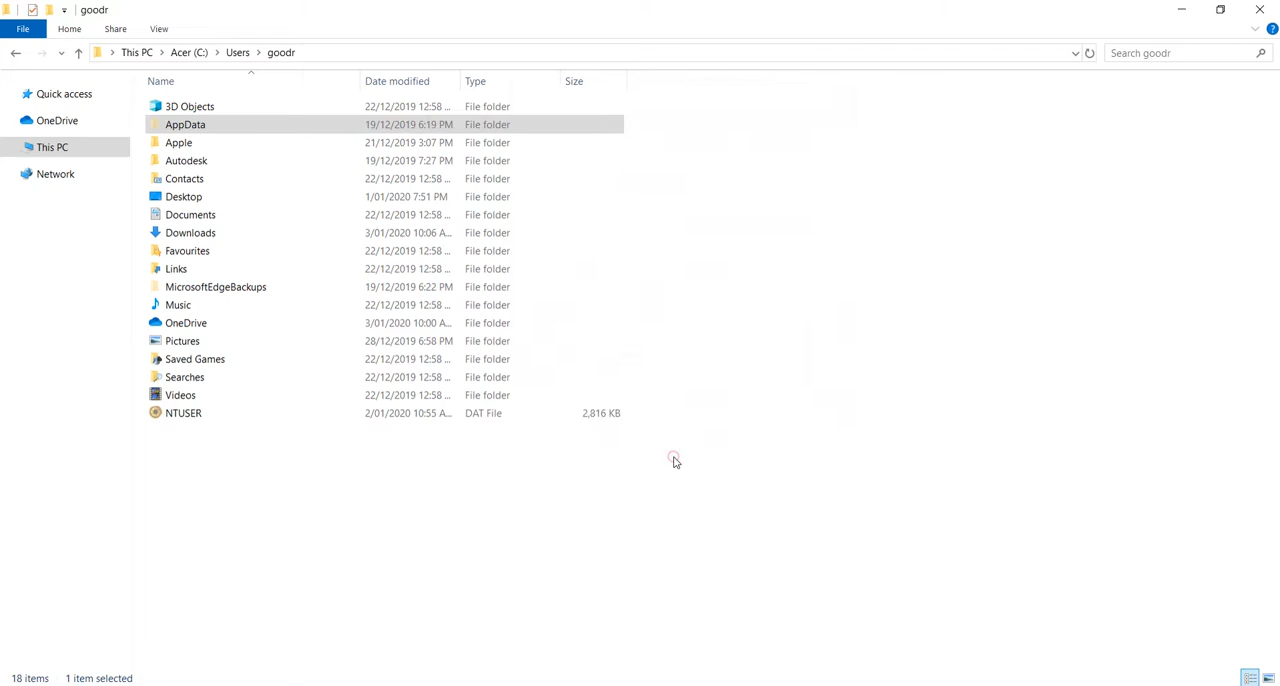 goodr
File Home Share View
This PC Acer (C:) Users goodr Search goodr
Name Date modified Type Size
Quick access
OneDrive
This PC
Network
3D Objects 22/12/2019 12:58 ... File folder
AppData 19/12/2019 6:19 PM File folder
Apple 21/12/2019 3:07 PM File folder
Autodesk 19/12/2019 7:27 PM File folder
Contacts 22/12/2019 12:58 ... File folder
Desktop 1/01/2020 7:51 PM File folder
Documents 22/12/2019 12:58 ... File folder
Downloads 3/01/2020 10:06 A... File folder
Favourites 22/12/2019 12:58 ... File folder
Links 22/12/2019 12:58 ... File folder
MicrosoftEdgeBackups 19/12/2019 6:22 PM File folder
Music 22/12/2019 12:58 ... File folder
OneDrive 3/01/2020 10:00 A... File folder
Pictures 28/12/2019 6:58 PM File folder
Saved Games 22/12/2019 12:58 ... File folder
Searches 22/12/2019 12:58 ... File folder
Videos 22/12/2019 12:58 ... File folder
NTUSER 2/01/2020 10:55 A... DAT File 2,816 KB
18 items 1 item selected